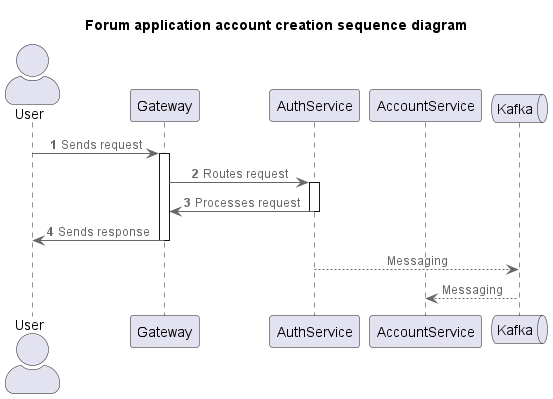 Forum application account creation sequence diagram
User
Gateway
AuthService
AccountService
Kafka
1 Sends request
2 Routes request
3 Processes request
4 Sends response
Messaging
Messaging
User
Gateway
AuthService
AccountService
Kafka